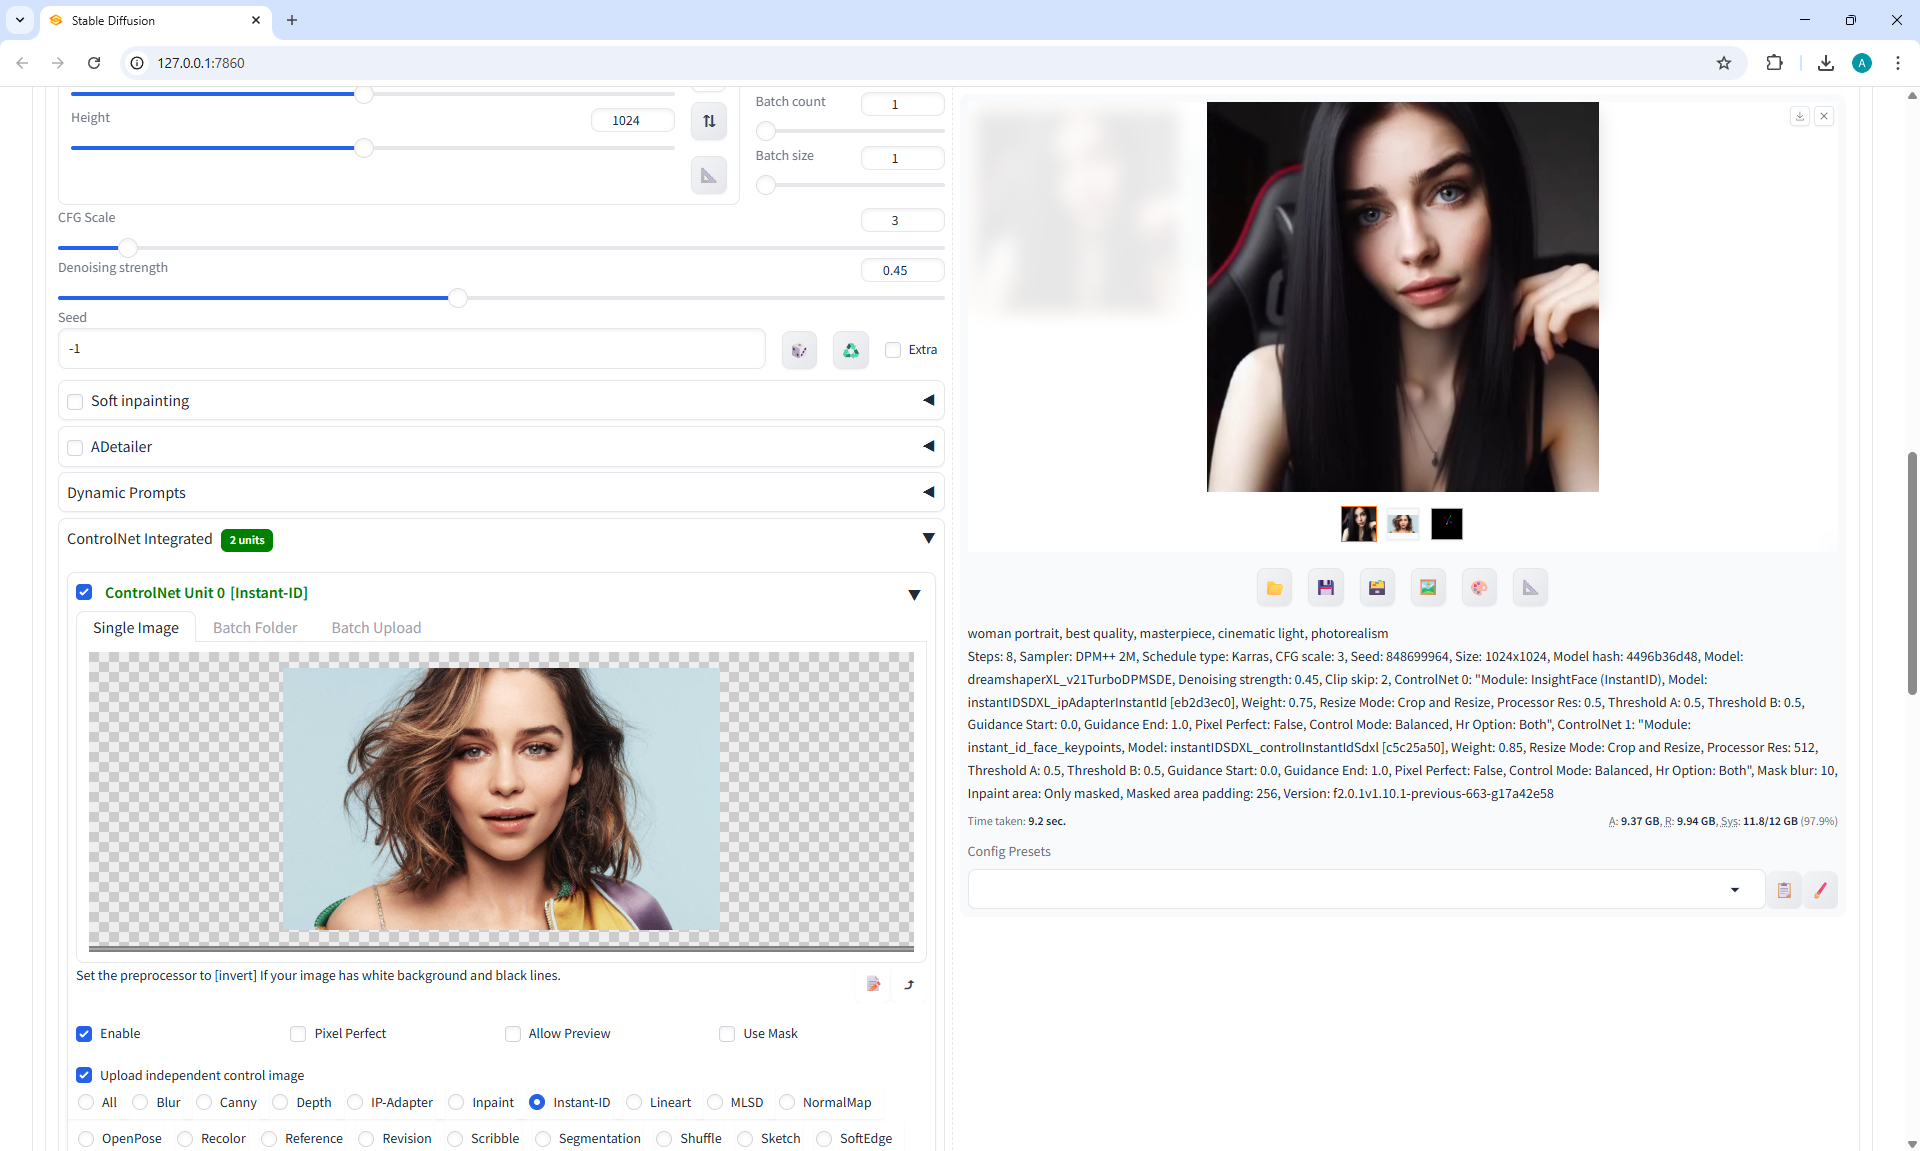 Stable Diffusion
127.0.0.1:7860
A
Height
1024
Batch count
1
Batch size
1
CFG Scale
3
Denoising strength
0.45
Seed
-1
Extra
Soft inpainting
ADetailer
Dynamic Prompts
ControlNet Integrated 2 units
ControlNet Unit 0 [Instant-ID]
Single Image Batch Folder Batch Upload
Set the preprocessor to [invert] If your image has white background and black lines.
Enable Pixel Perfect Allow Preview Use Mask
Upload independent control image
All Blur Canny Depth IP-Adapter Inpaint Instant-ID Lineart MLSD NormalMap
OpenPose Recolor Reference Revision Scribble Segmentation Shuffle Sketch SoftEdge
woman portrait, best quality, masterpiece, cinematic light, photorealism
Steps: 8, Sampler: DPM++ 2M, Schedule type: Karras, CFG scale: 3, Seed: 848699964, Size: 1024x1024, Model hash: 4496b36d48, Model:
dreamshaperXL_v21TurboDPMSDE, Denoising strength: 0.45, Clip skip: 2, ControlNet 0: "Module: InsightFace (InstantID), Model:
instantIDSDXL_ipAdapterInstantId [eb2d3ec0], Weight: 0.75, Resize Mode: Crop and Resize, Processor Res: 0.5, Threshold A: 0.5, Threshold B: 0.5,
Guidance Start: 0.0, Guidance End: 1.0, Pixel Perfect: False, Control Mode: Balanced, Hr Option: Both", ControlNet 1: "Module:
instant_id_face_keypoints, Model: instantIDSDXL_controlInstantIdSdxl [c5c25a50], Weight: 0.85, Resize Mode: Crop and Resize, Processor Res: 512,
Threshold A: 0.5, Threshold B: 0.5, Guidance Start: 0.0, Guidance End: 1.0, Pixel Perfect: False, Control Mode: Balanced, Hr Option: Both", Mask blur: 10,
Inpaint area: Only masked, Masked area padding: 256, Version: f2.0.1v1.10.1-previous-663-g17a42e58
Time taken: 9.2 sec.
A: 9.37 GB, R: 9.94 GB, Sys: 11.8/12 GB (97.9%)
Config Presets